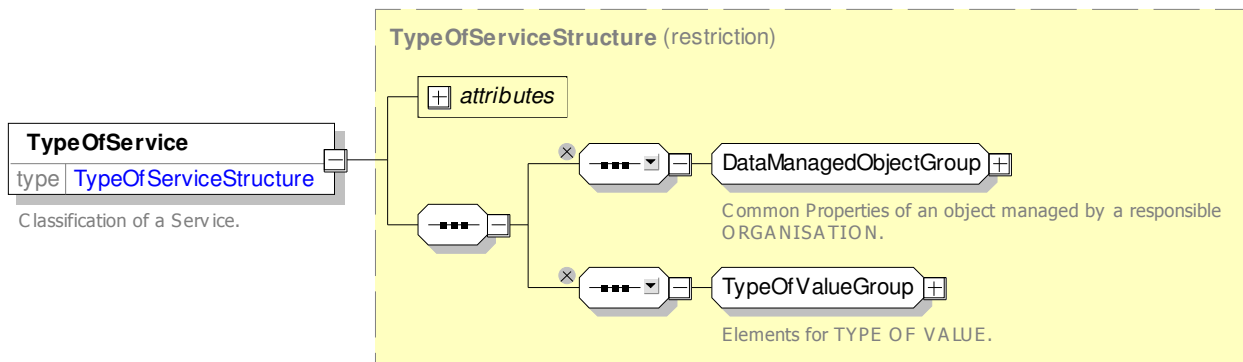 TypeOfServiceStructure (restriction)
attributes
TypeOfService
type TypeOfServiceStructure
Classification of a Service.
DataManagedObjectGroup
Common Properties of an object managed by a responsible
ORGANISATION.
TypeOfValueGroup
Elements for TYPE OF VALUE.